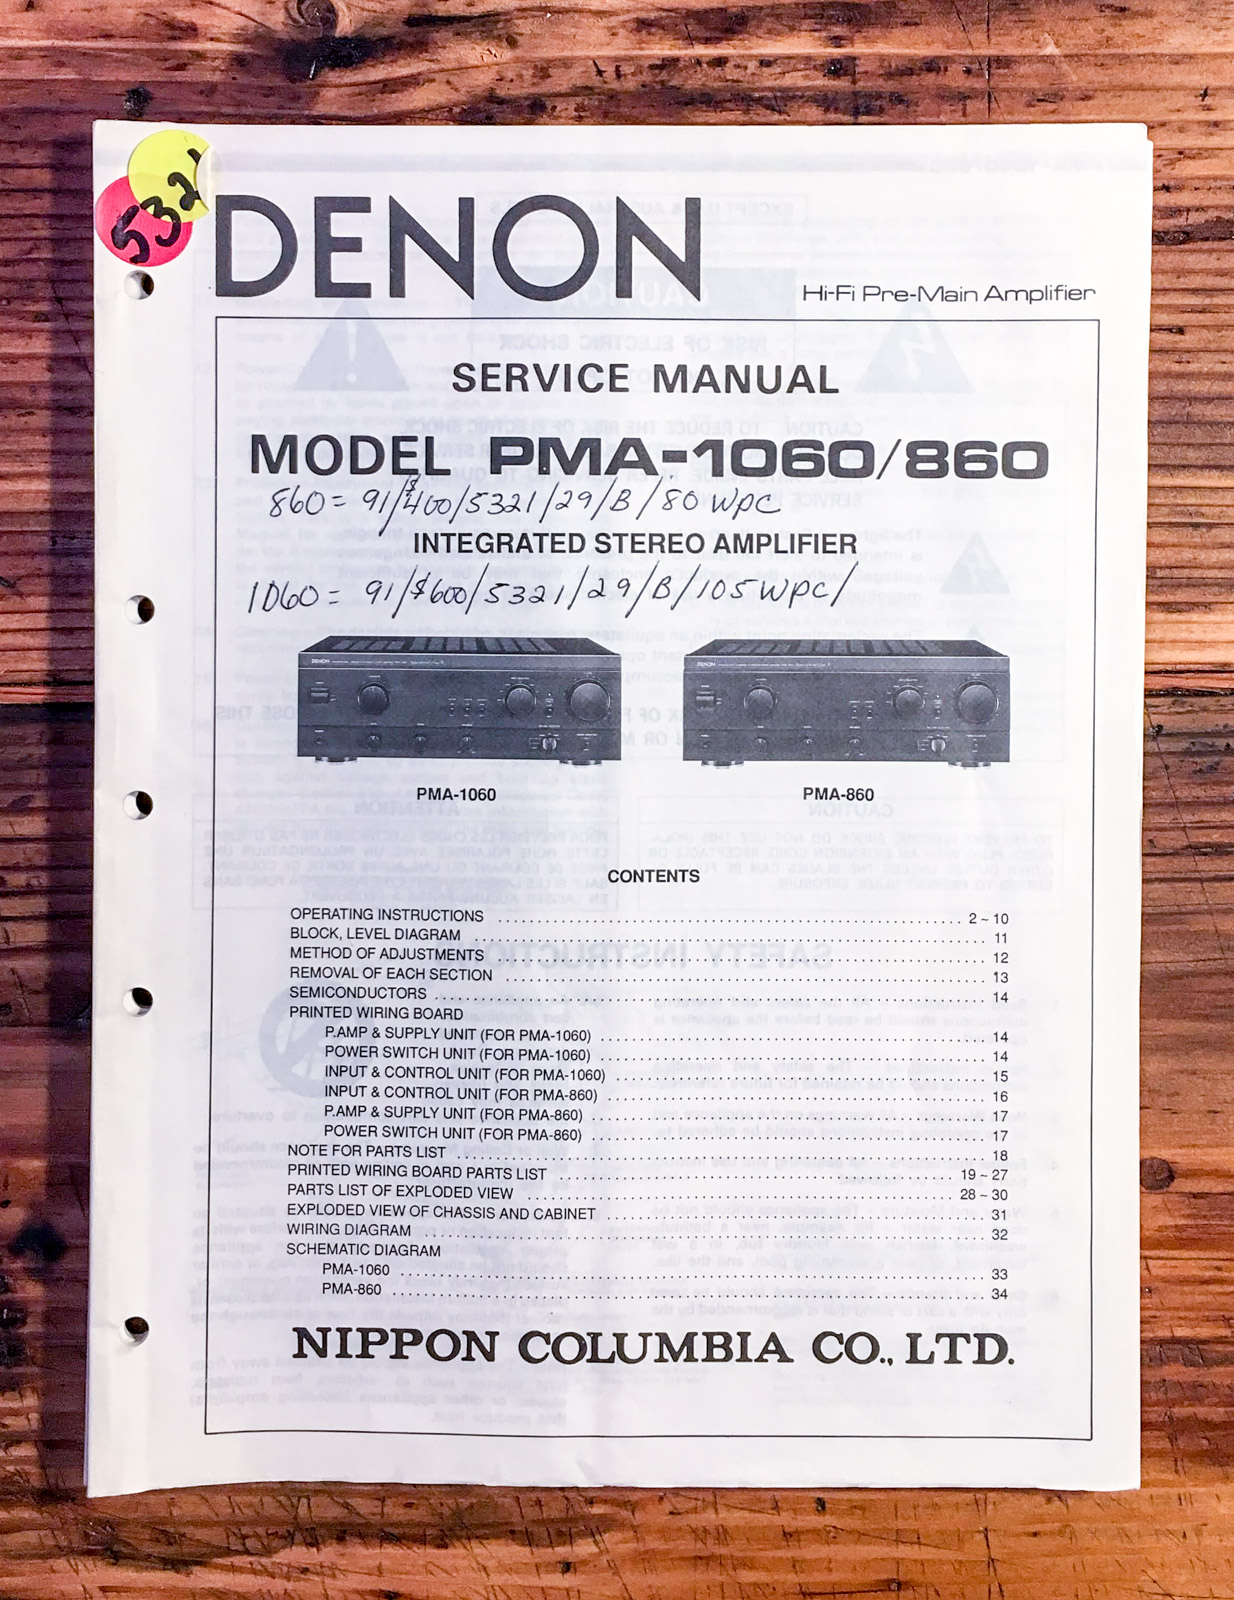 5321
DENON
Hi-Fi Pre-Main Amplifier
SERVICE MANUAL
MODEL PMA-1060/860
860= 91/$400/5321/29/B/80WPC
INTEGRATED STEREO AMPLIFIER
1060= 91/$600/5321/29/B/105WPC/
DENON DENON
PMA-1060 PMA-860
CONTENTS
OPERATING INSTRUCTIONS 2 ~ 10
BLOCK, LEVEL DIAGRAM 11
METHOD OF ADJUSTMENTS 12
REMOVAL OF EACH SECTION 13
SEMICONDUCTORS 14
PRINTED WIRING BOARD
P.AMP & SUPPLY UNIT (FOR PMA-1060) 14
POWER SWITCH UNIT (FOR PMA-1060) 14
INPUT & CONTROL UNIT (FOR PMA-1060) 15
INPUT & CONTROL UNIT (FOR PMA-860) 16
P.AMP & SUPPLY UNIT (FOR PMA-860) 17
POWER SWITCH UNIT (FOR PMA-860) 17
NOTE FOR PARTS LIST 18
PRINTED WIRING BOARD PARTS LIST 19 ~ 27
PARTS LIST OF EXPLODED VIEW 28 ~ 30
EXPLODED VIEW OF CHASSIS AND CABINET 31
WIRING DIAGRAM 32
SCHEMATIC DIAGRAM
PMA-1060 33
PMA-860 34
NIPPON COLUMBIA CO., LTD.